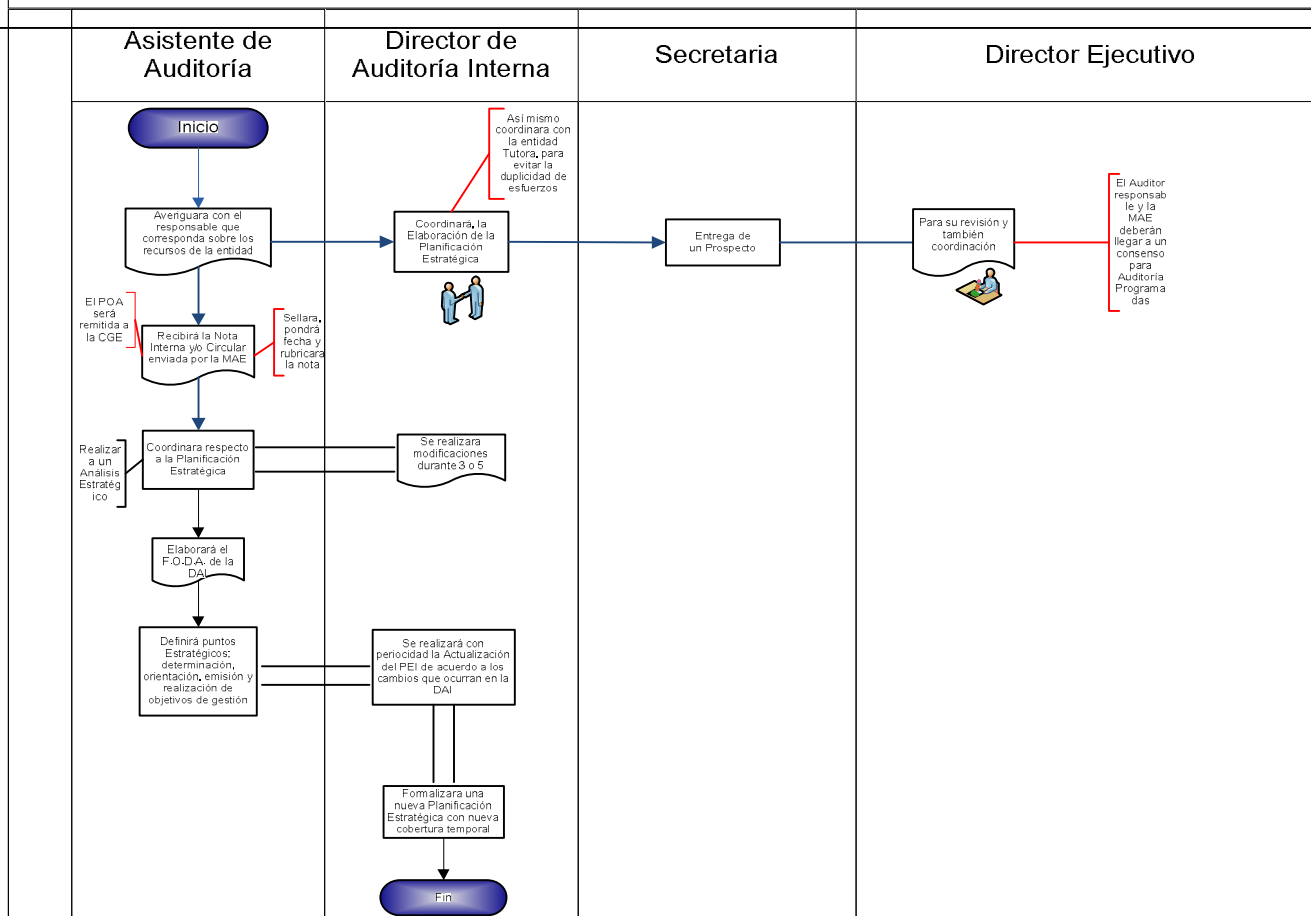 Asistente de
Auditoría
Director de
Auditoría Interna
Secretaria
Director Ejecutivo
Inicio
Averiguara con el
responsable que
corresponda sobre los
recursos de la entidad
Así mismo
coordinara con
la entidad
Tutora, para
evitar la
duplicidad de
esfuerzos
Coordinará, la
Elaboración de la
Planificación
Estratégica
Entrega de
un Prospecto
Para su revisión y
también
coordinación
El Auditor
responsab
le y la
MAE
deberán
llegar a un
consenso
para
Auditoría
Programa
das
El POA
será
remitida a
la CGE
Recibirá la Nota
Interna y/o Circular
enviada por la MAE
Sellara,
pondrá
fecha y
rubricara
la nota
Realizar
a un
Análisis
Estratég
ico
Coordinara respecto
a la Planificación
Estratégica
Se realizara
modificaciones
durante 3 o 5
Elaborará el
F.O.D.A. de la
DAI
Definirá puntos
Estratégicos:
determinación,
orientación, emisión y
realización de
objetivos de gestión
Se realizará con
periocidad la Actualización
del PEI de acuerdo a los
cambios que ocurran en la
DAI
Formalizara una
nueva Planificación
Estratégica con nueva
cobertura temporal
Fin